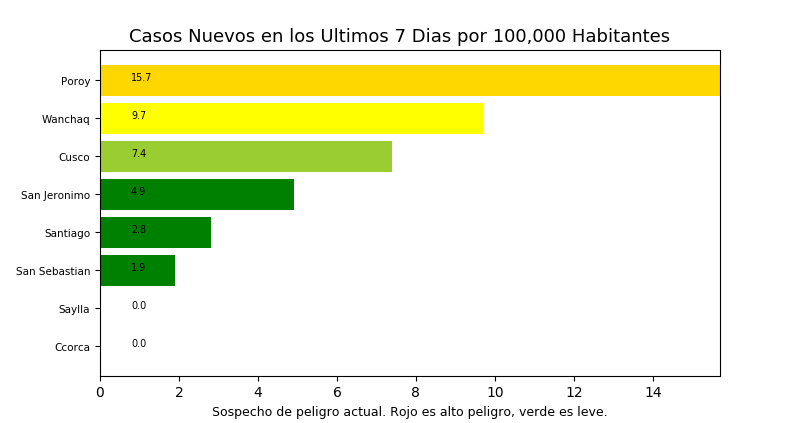 Casos Nuevos en los Ultimos 7 Dias por 100,000 Habitantes
Poroy 15.7
Wanchaq 9.7
Cusco 7.4
San Jeronimo 4.9
Santiago 2.8
San Sebastian 1.9
Saylla 0.0
Ccorca 0.0
0 2 4 6 8 10 12 14
Sospecho de peligro actual. Rojo es alto peligro, verde es leve.